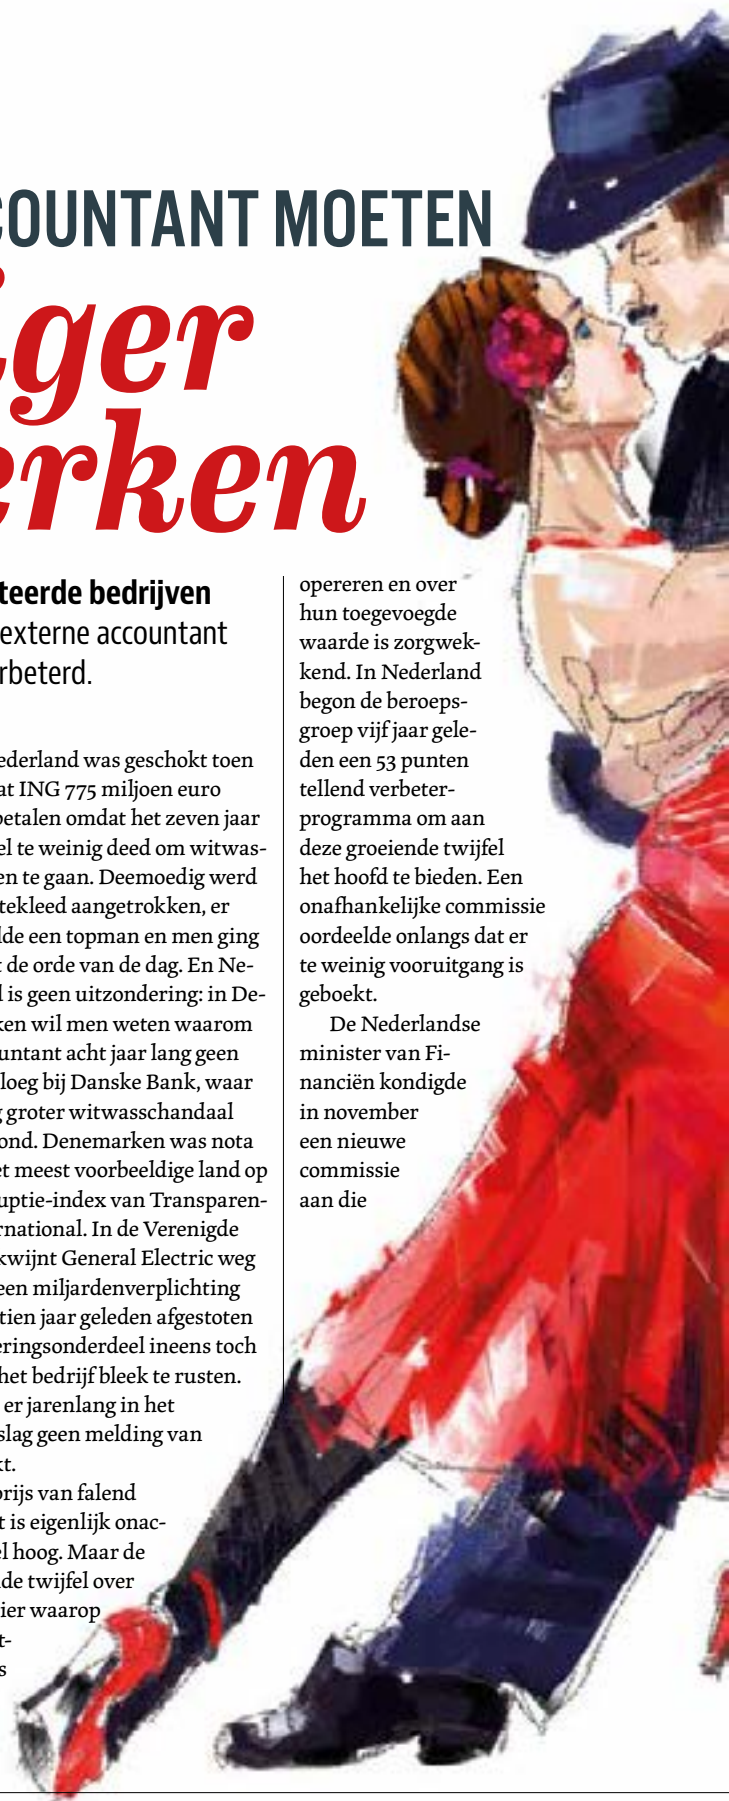 COUNTANT MOETEN
iger
erken
teerde bedrijven
externe accountant
rbeterd.
ederland was geschokt toen
at ING 775 miljoen euro
betalen omdat het zeven jaar
el te weinig deed om witwas-
en te gaan. Deemoedig werd
tekleed aangetrokken, er
lde een topman en men ging
t de orde van de dag. En Ne-
l is geen uitzondering: in De-
ken wil men weten waarom
untant acht jaar lang geen
loeg bij Danske Bank, waar
g groter witwasschandaal
ond. Denemarken was nota
et meest voorbeeldige land op
uptie-index van Transparen-
rnational. In de Verenigde
kwijnt General Electric weg
een miljardenverplichting
tien jaar geleden afgestoten
eringsonderdeel ineens toch
het bedrijf bleek te rusten.
er jarenlang in het
slag geen melding van
kt.
prijs van falend
t is eigenlijk onac-
el hoog. Maar de
de twijfel over
ier waarop
t-
s
opereren en over
hun toegevoegde
waarde is zorgwek-
kend. In Nederland
begon de beroeps-
groep vijf jaar gele-
den een 53 punten
tellend verbeter-
programma om aan
deze groeiende twijfel
het hoofd te bieden. Een
onafhankelijke commissie
oordeelde onlangs dat er
te weinig vooruitgang is
geboekt.
De Nederlandse
minister van Fi-
nanciën kondigde
in november
een nieuwe
commissie
aan die